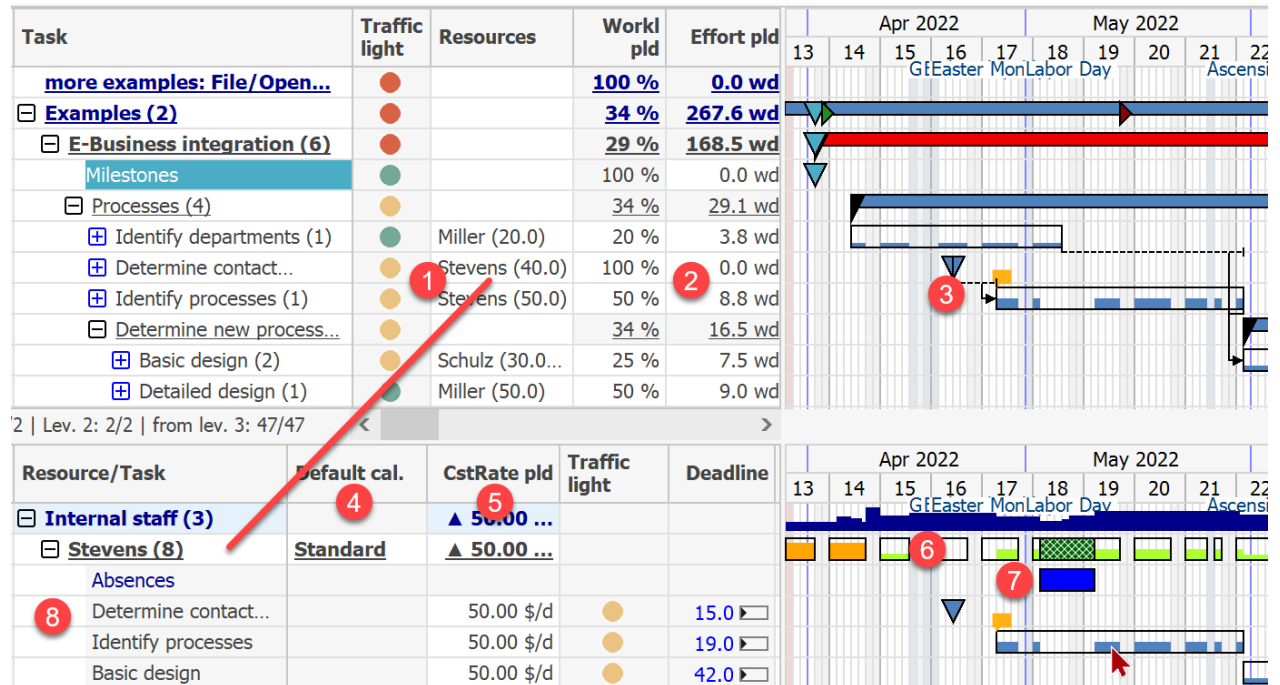 Task Traffic light Resources Workl pld Effort pld
Apr 2022 May 2022
13 14 15 16 17 18 19 20 21 22
Easter Mon Labor Day Ascensi
more examples: File/Open... 100 % 0.0 wd
Examples (2) 34 % 267.6 wd
E-Business integration (6) 29 % 168.5 wd
Milestones 100 % 0.0 wd
Processes (4) 34 % 29.1 wd
Identify departments (1) Miller (20.0) 20 % 3.8 wd
Determine contact... Stevens (40.0) 100 % 0.0 wd
1 2 3
Identify processes (1) Stevens (50.0) 50 % 8.8 wd
Determine new process... 34 % 16.5 wd
Basic design (2) Schulz (30.0... 25 % 7.5 wd
Detailed design (1) Miller (50.0) 50 % 9.0 wd
/2 | Lev. 2: 2/2 | from lev. 3: 47/47
Resource/Task Default cal. CstRate pld Traffic light Deadline
Apr 2022 May 2022
13 14 15 16 17 18 19 20 21 22
4 5
Easter Mon Labor Day Ascensi
Internal staff (3) ▲ 50.00 ...
Stevens (8) Standard ▲ 50.00 ...
6
Absences
7
Determine contact... 50.00 $/d 15.0
8
Identify processes 50.00 $/d 19.0
Basic design 50.00 $/d 42.0